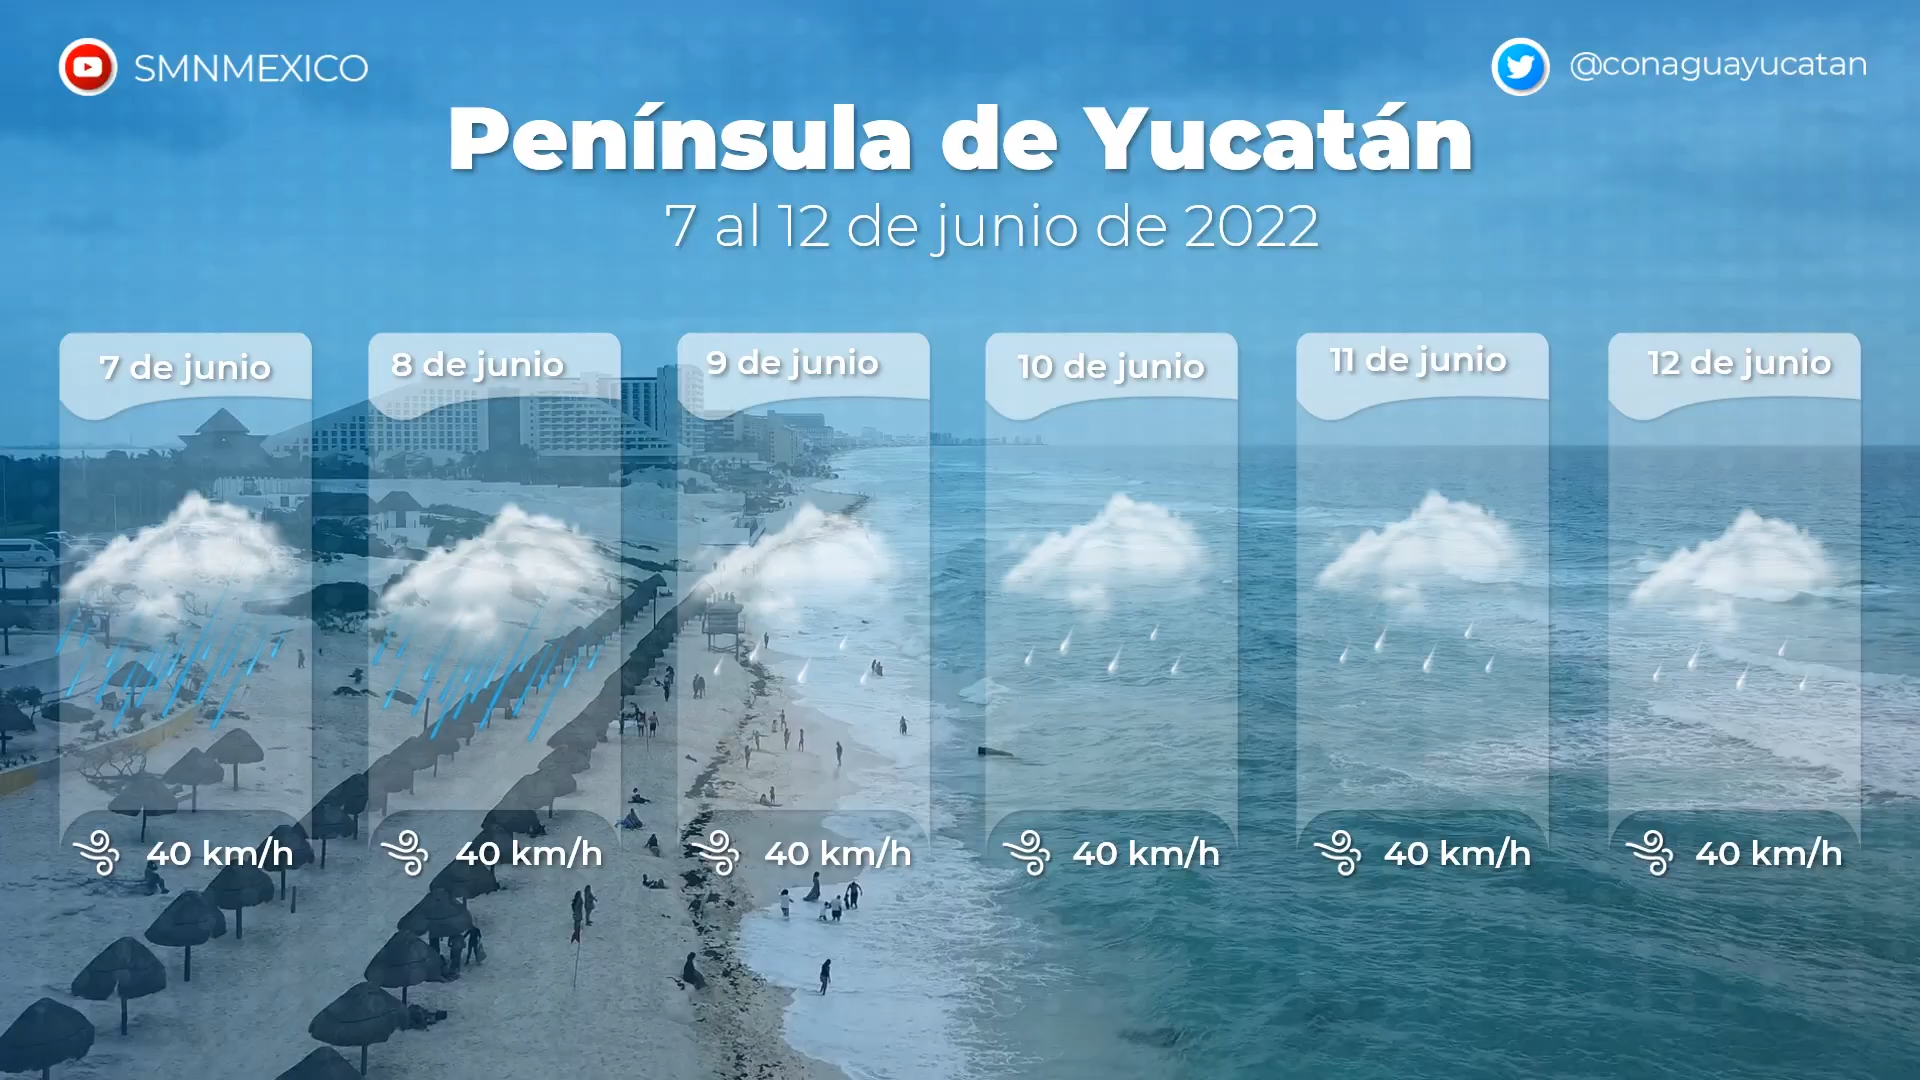 SMNMEXICO
@conaguayucatan
Península de Yucatán
7 al 12 de junio de 2022
7 de junio
8 de junio
9 de junio
10 de junio
11 de junio
12 de junio
40 km/h
40 km/h
40 km/h
40 km/h
40 km/h
40 km/h